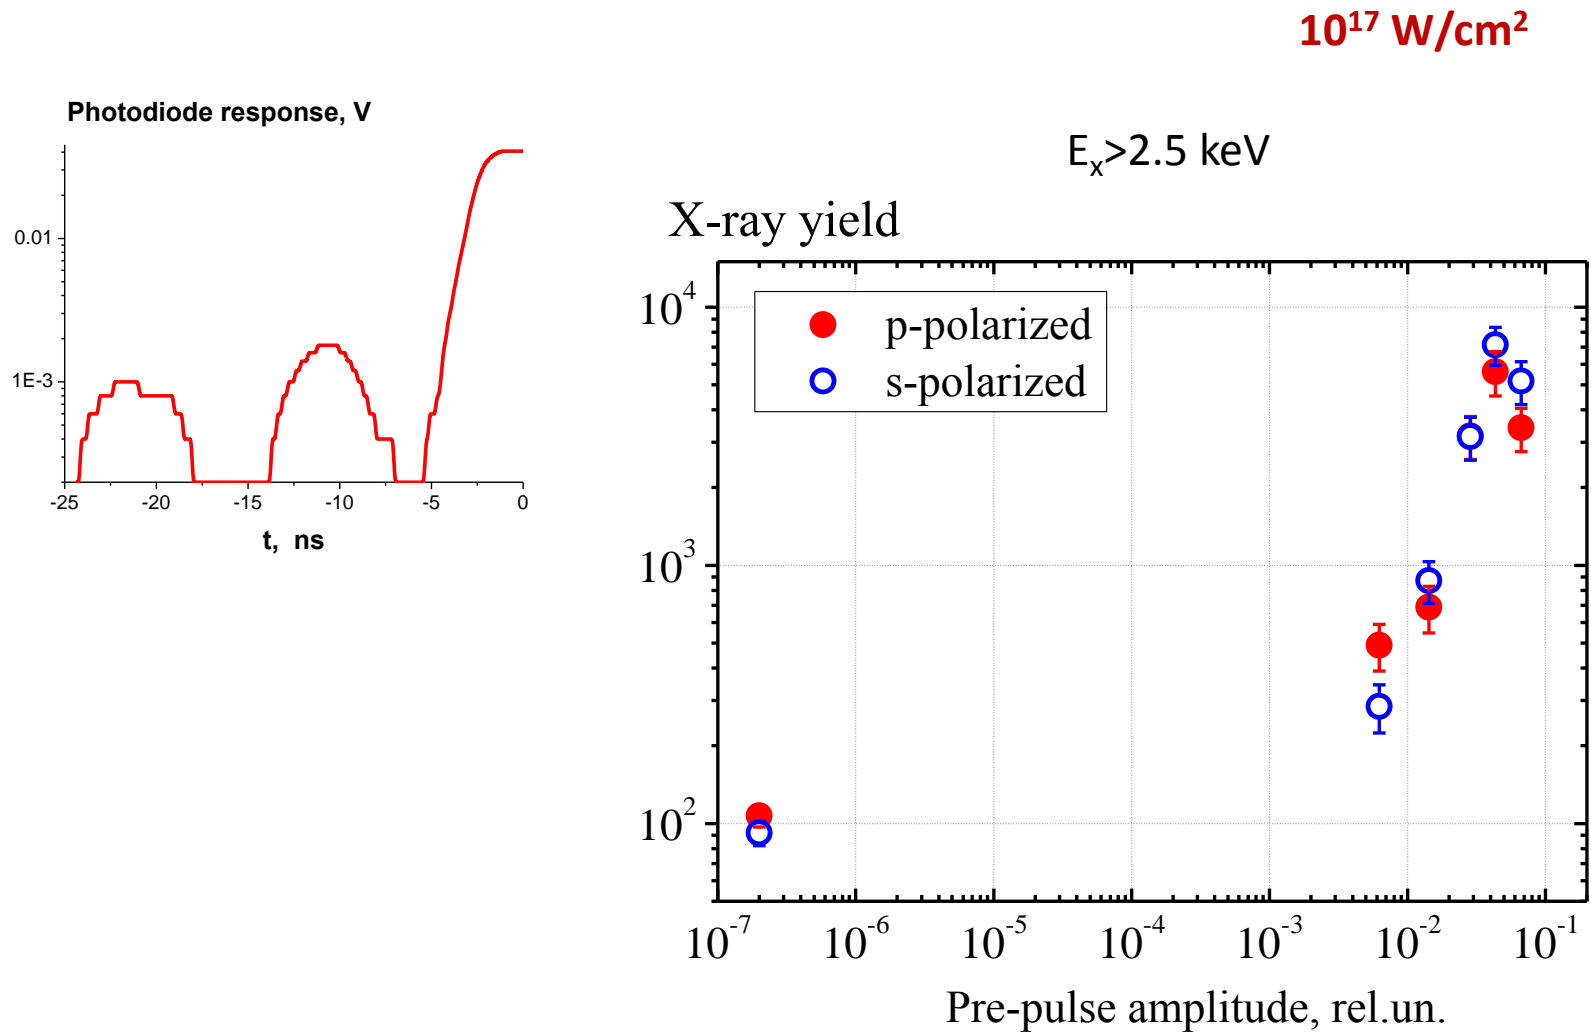 10¹⁷ W/cm²
Photodiode response, V
0.01
1E-3
-25 -20 -15 -10 -5 0
t, ns
Eₓ>2.5 keV
X-ray yield
p-polarized
s-polarized
10⁴
10³
10²
10⁻⁷ 10⁻⁶ 10⁻⁵ 10⁻⁴ 10⁻³ 10⁻² 10⁻¹
Pre-pulse amplitude, rel.un.